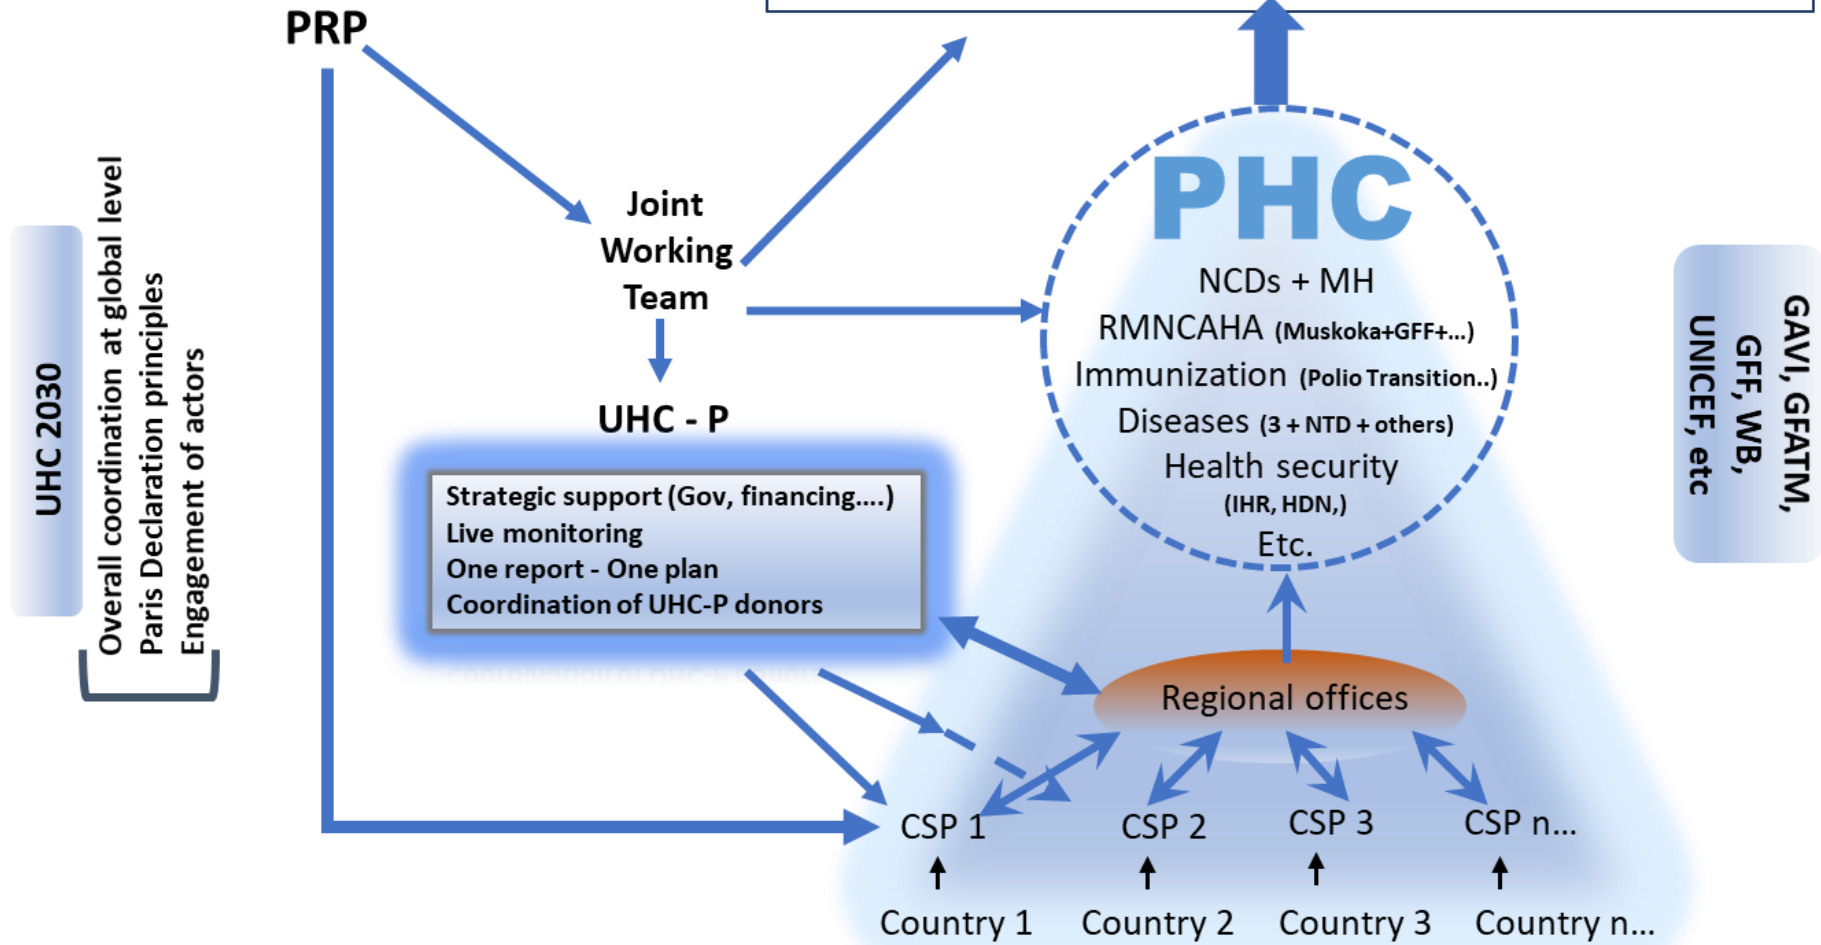 PRP
Joint
Working
Team
UHC - P
Strategic support (Gov, financing....)
Live monitoring
One report - One plan
Coordination of UHC-P donors
UHC 2030
Overall coordination at global level
Paris Declaration principles
Engagement of actors
PHC
NCDs + MH
RMNCAHA (Muskoka+GFF+...)
Immunization (Polio Transition..)
Diseases (3 + NTD + others)
Health security
(IHR, HDN,)
Etc.
Regional offices
CSP 1
CSP 2
CSP 3
CSP n...
Country 1
Country 2
Country 3
Country n...
GAVI, GFATM,
GFF, WB,
UNICEF, etc